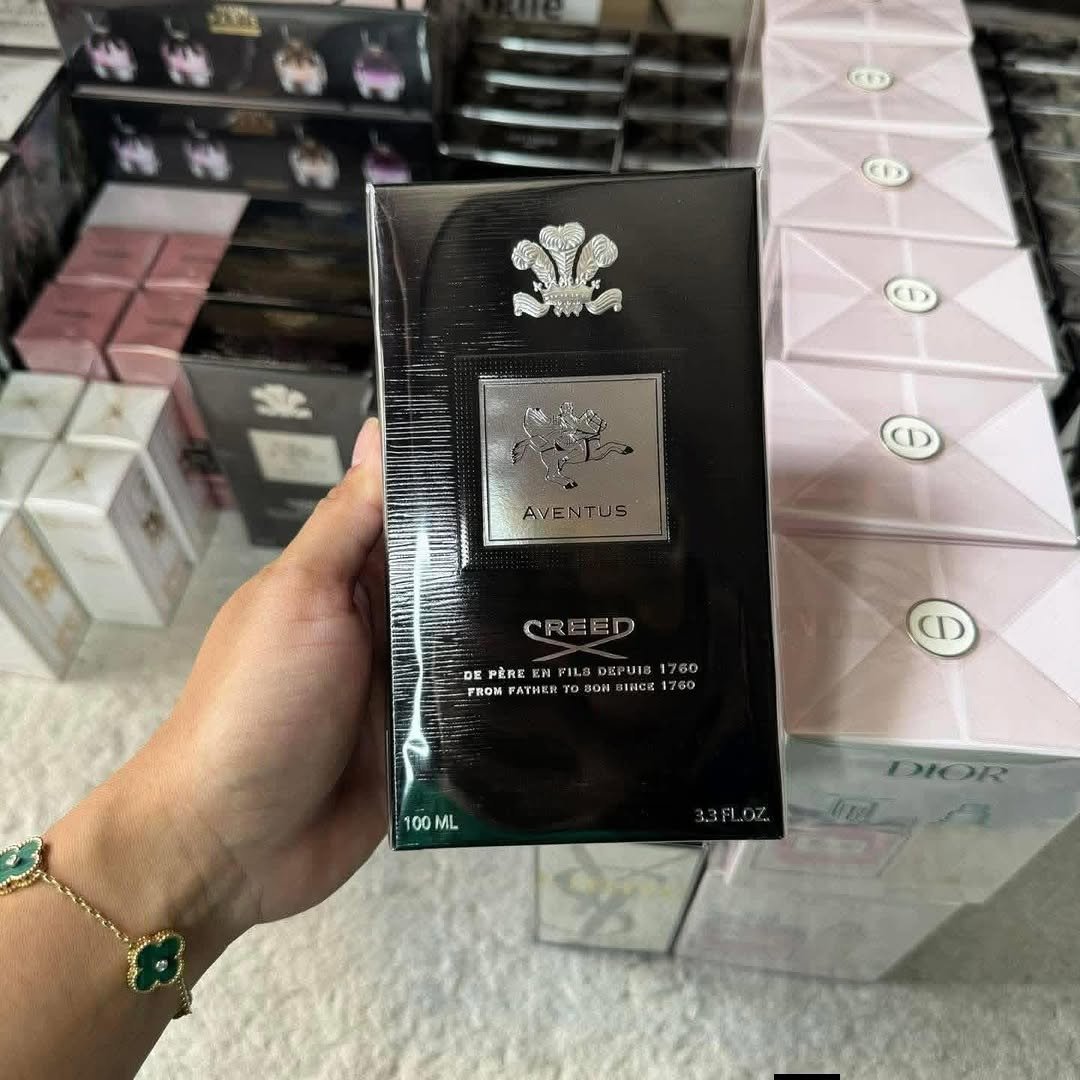 AVENTUS
CREED
DE PÈRE EN FILS DEPUIS 1760
FROM FATHER TO SON SINCE 1760
100 ML
3.3 FL.OZ.
DIOR